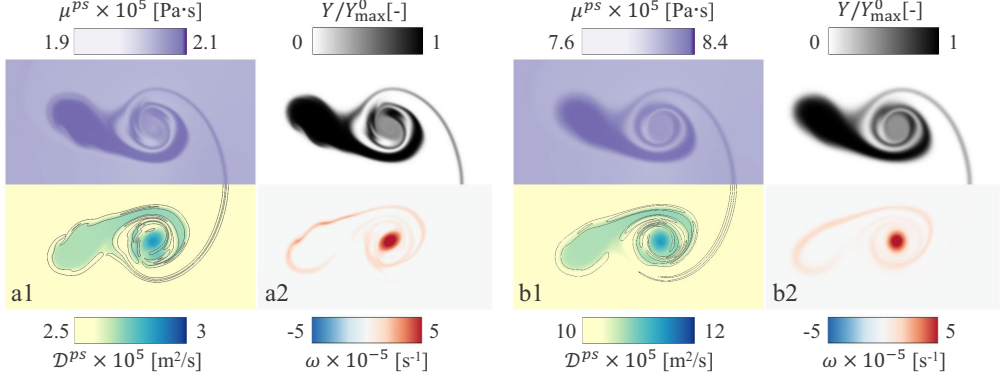 μ^ps × 10^5 [Pa·s]
1.9 2.1
Y/Y^0_max[-]
0 1
μ^ps × 10^5 [Pa·s]
7.6 8.4
Y/Y^0_max[-]
0 1
a1
a2
b1
b2
2.5 3
𝒟^ps × 10^5 [m²/s]
-5 5
ω × 10^-5 [s^-1]
10 12
𝒟^ps × 10^5 [m²/s]
-5 5
ω × 10^-5 [s^-1]